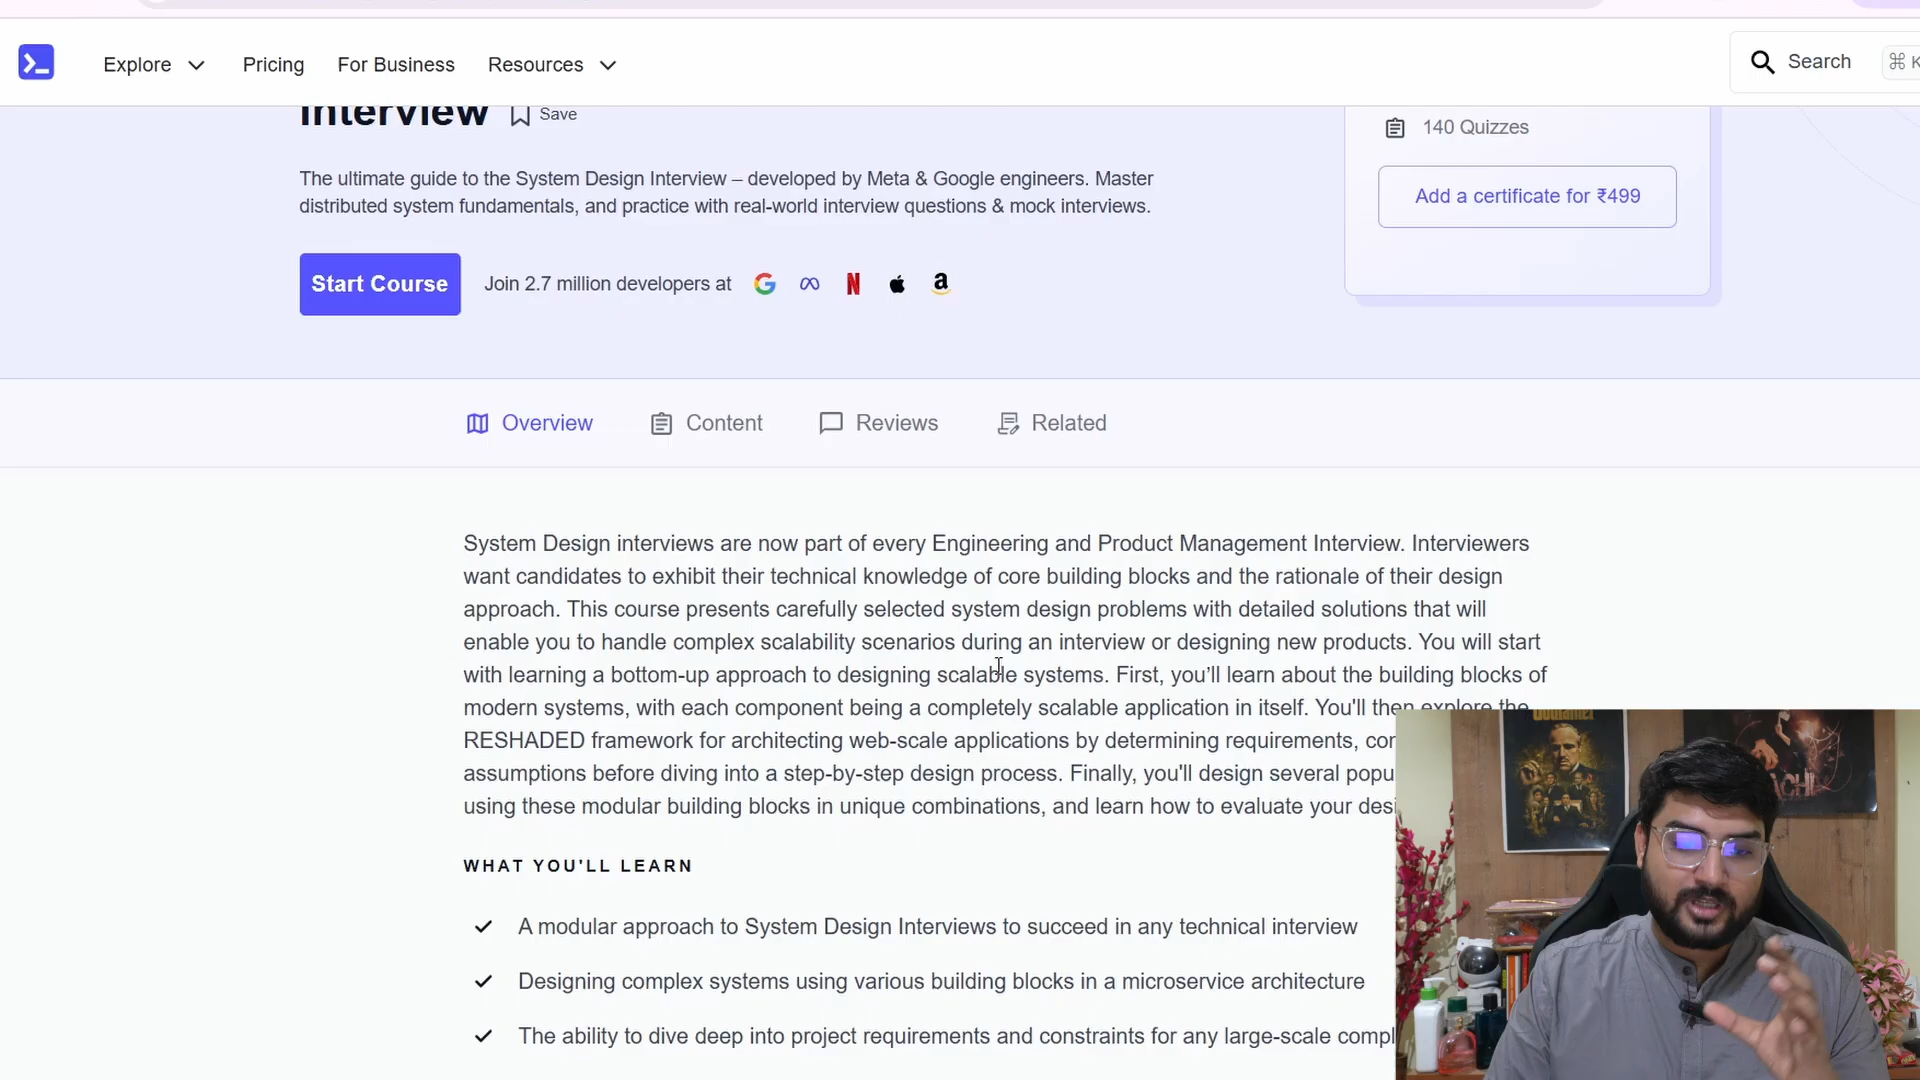 Explore
Pricing
For Business
Resources
Search
⌘ K
Interview
Save
140 Quizzes
The ultimate guide to the System Design Interview – developed by Meta & Google engineers. Master
distributed system fundamentals, and practice with real-world interview questions & mock interviews.
Add a certificate for ₹499
Start Course
Join 2.7 million developers at
Overview
Content
Reviews
Related
System Design interviews are now part of every Engineering and Product Management Interview. Interviewers
want candidates to exhibit their technical knowledge of core building blocks and the rationale of their design
approach. This course presents carefully selected system design problems with detailed solutions that will
enable you to handle complex scalability scenarios during an interview or designing new products. You will start
with learning a bottom-up approach to designing scalable systems. First, you’ll learn about the building blocks of
modern systems, with each component being a completely scalable application in itself. You'll then explore the
RESHADED framework for architecting web-scale applications by determining requirements, con
assumptions before diving into a step-by-step design process. Finally, you'll design several popu
using these modular building blocks in unique combinations, and learn how to evaluate your desi
WHAT YOU'LL LEARN
A modular approach to System Design Interviews to succeed in any technical interview
Designing complex systems using various building blocks in a microservice architecture
The ability to dive deep into project requirements and constraints for any large-scale compl